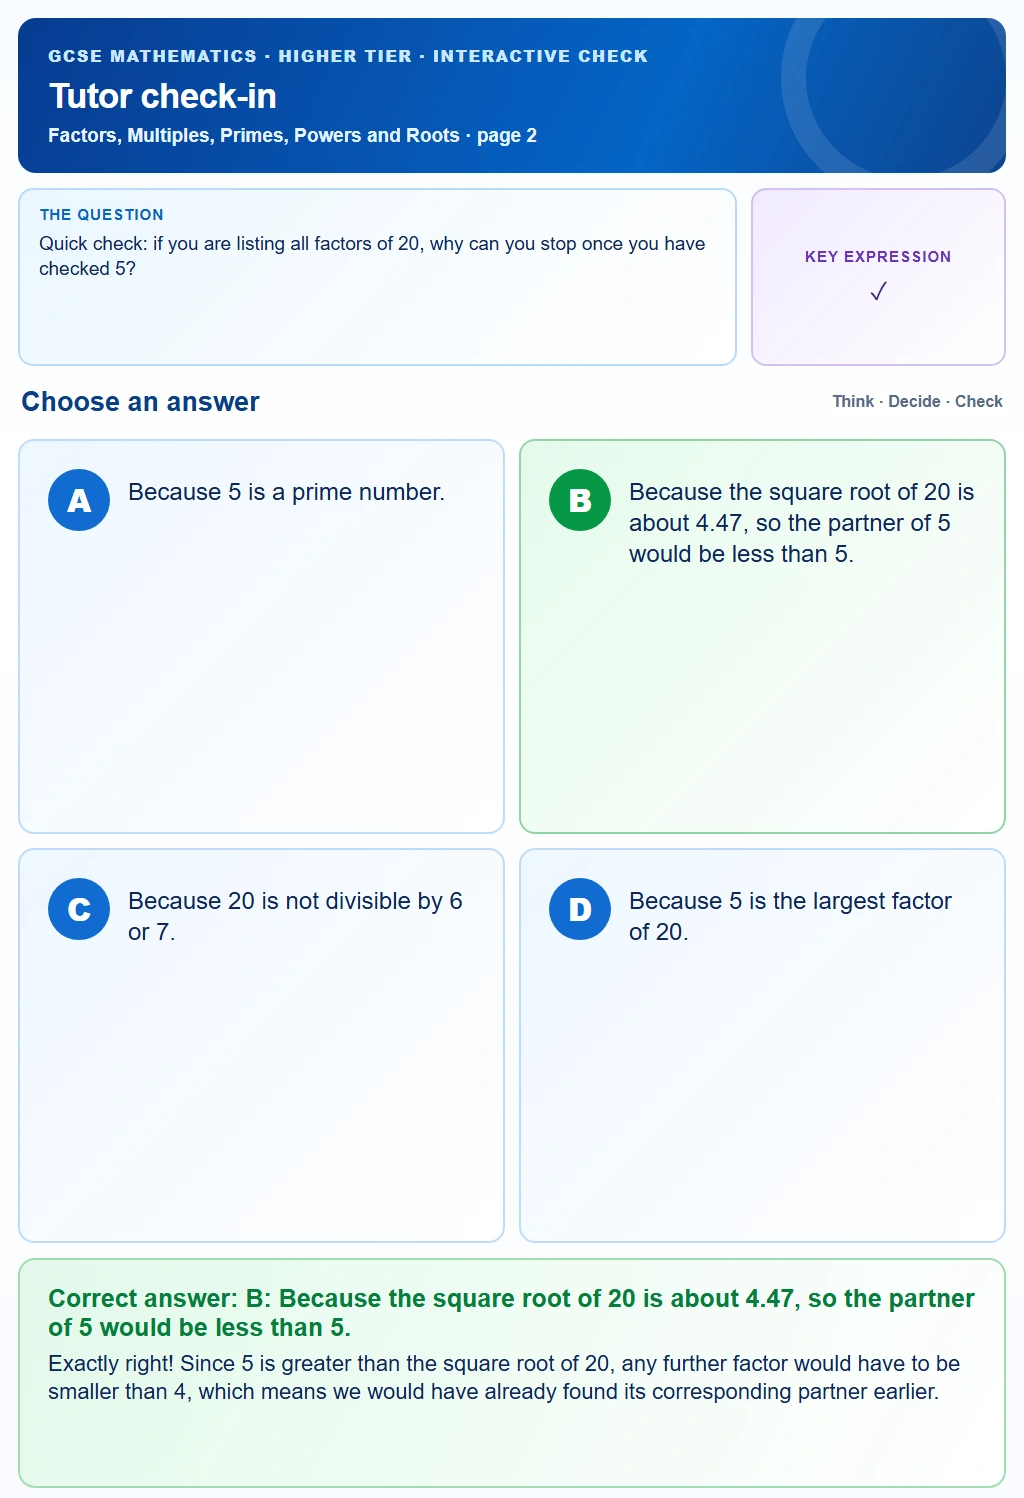 GCSE MATHEMATICS · HIGHER TIER · INTERACTIVE CHECK
Tutor check-in
Factors, Multiples, Primes, Powers and Roots · page 2
THE QUESTION
Quick check: if you are listing all factors of 20, why can you stop once you have
checked 5?
KEY EXPRESSION
✓
Choose an answer
Think · Decide · Check
A
Because 5 is a prime number.
B
Because the square root of 20 is
about 4.47, so the partner of 5
would be less than 5.
C
Because 20 is not divisible by 6
or 7.
D
Because 5 is the largest factor
of 20.
Correct answer: B: Because the square root of 20 is about 4.47, so the partner
of 5 would be less than 5.
Exactly right! Since 5 is greater than the square root of 20, any further factor would have to be
smaller than 4, which means we would have already found its corresponding partner earlier.